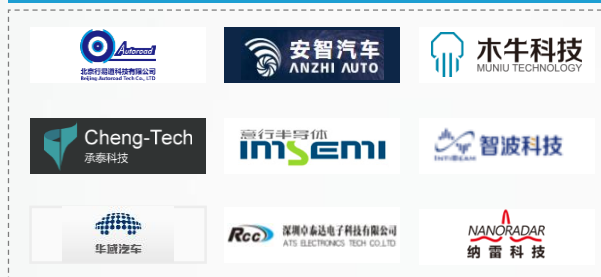 Autoroad
北京行易道科技有限公司
Beijing Autoroad Tech Co., LTD
安智汽车
ANZHI AUTO
木牛科技
MUNIU TECHNOLOGY
Cheng-Tech
承泰科技
意行半导体
imsemi
智波科技
INTIBEAM
华域汽车
Rcc
深圳卓泰达电子科技有限公司
ATS ELECTRONICS TECH CO.,LTD
NANORADAR
纳雷科技